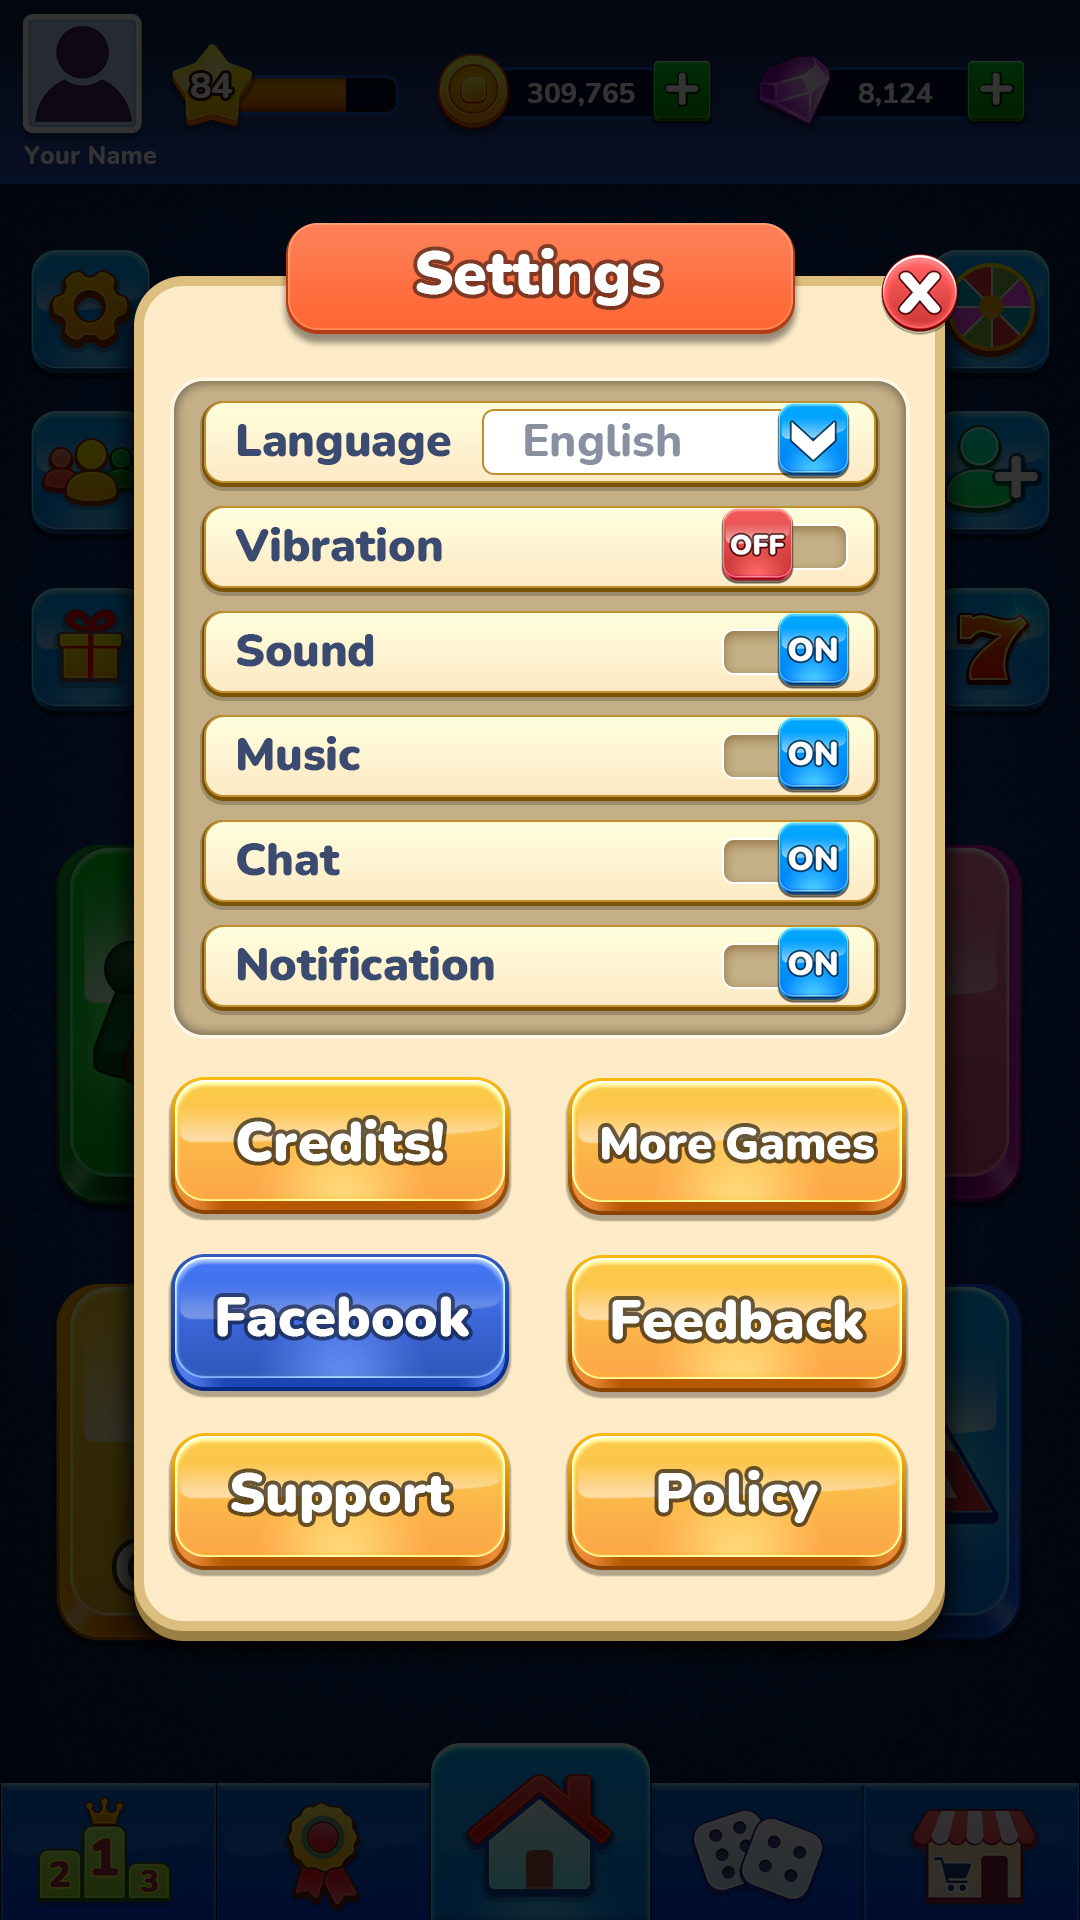 84
309,765
8,124
Your Name
Settings
Language
English
Vibration
OFF
Sound
ON
Music
ON
Chat
ON
Notification
ON
Credits!
More Games
Facebook
Feedback
Support
Policy
7
2
1
3